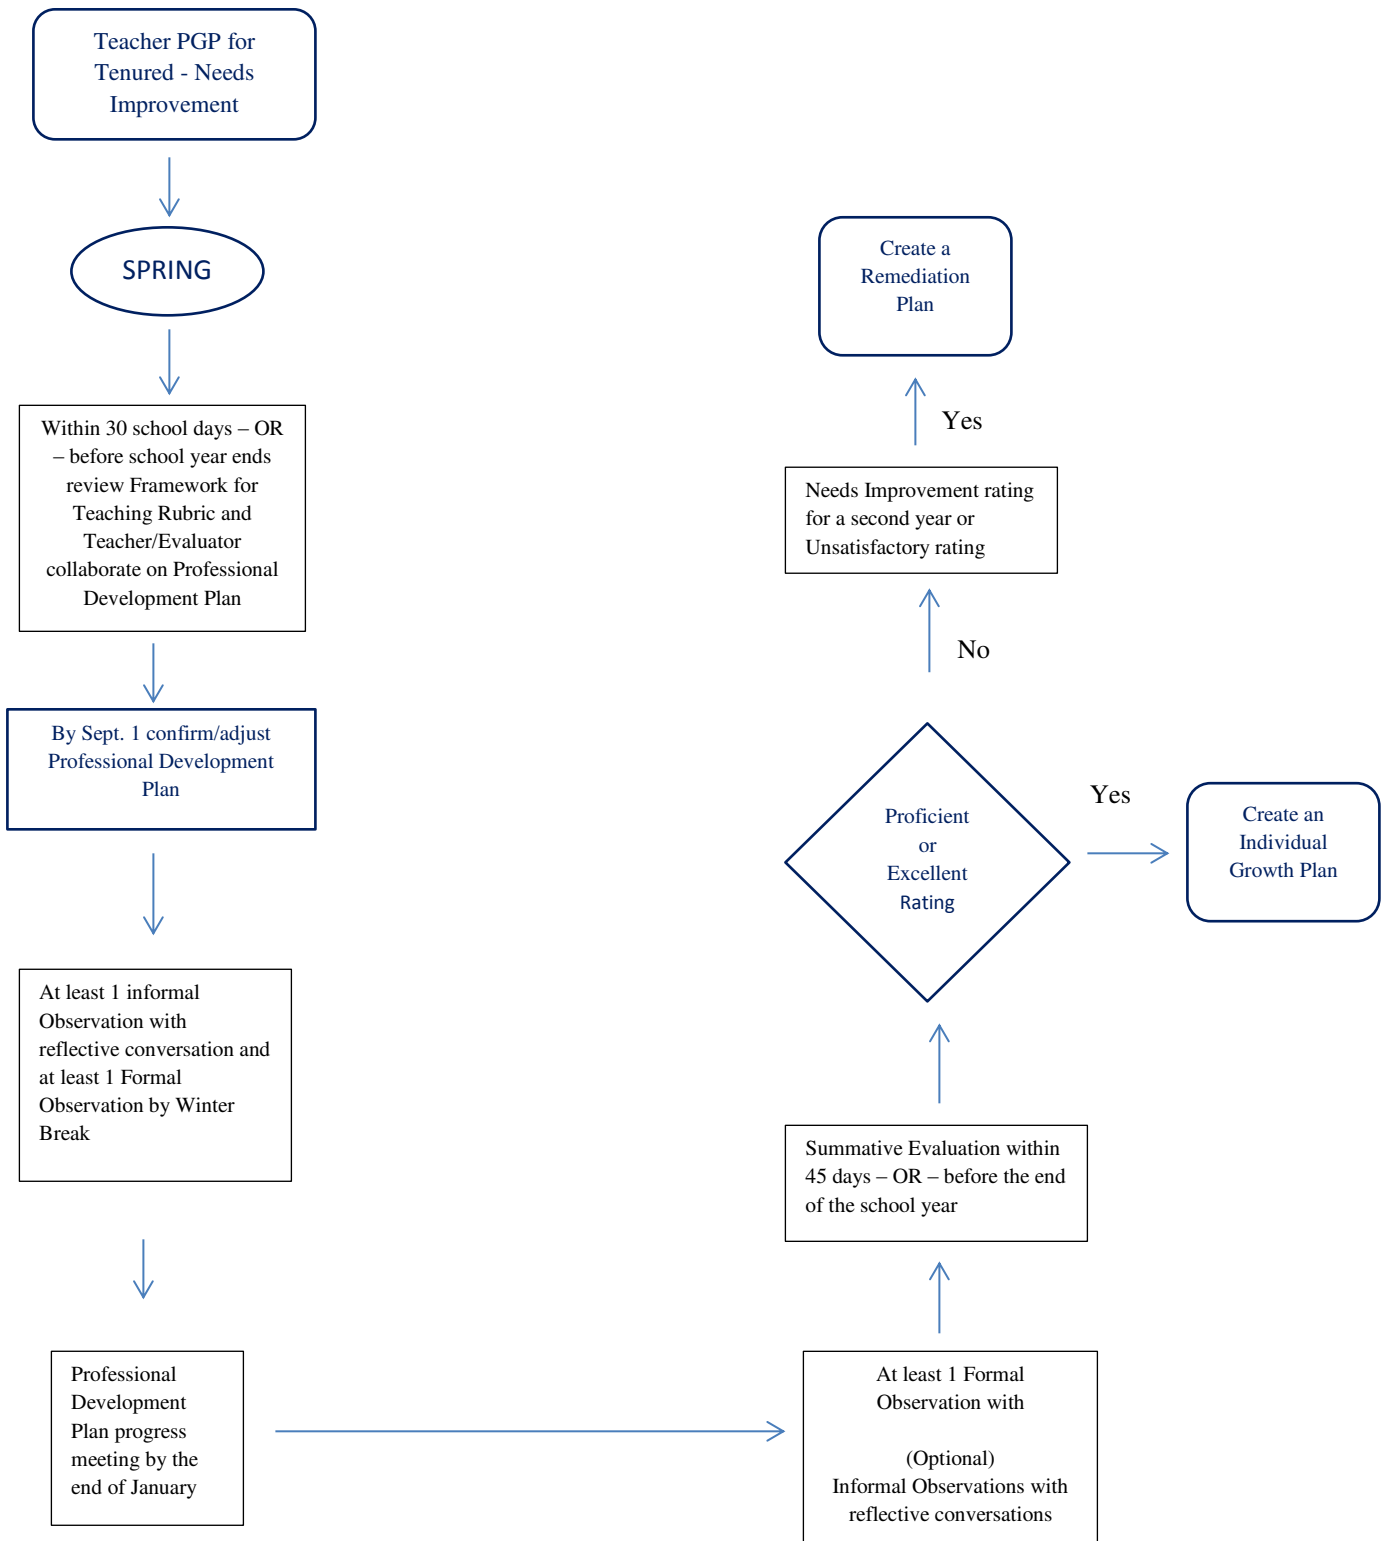 Teacher PGP for
Tenured - Needs
Improvement
SPRING
Within 30 school days – OR
– before school year ends
review Framework for
Teaching Rubric and
Teacher/Evaluator
collaborate on Professional
Development Plan
By Sept. 1 confirm/adjust
Professional Development
Plan
At least 1 informal
Observation with
reflective conversation and
at least 1 Formal
Observation by Winter
Break
Professional
Development
Plan progress
meeting by the
end of January
At least 1 Formal
Observation with
(Optional)
Informal Observations with
reflective conversations
Summative Evaluation within
45 days – OR – before the end
of the school year
Proficient
or
Excellent
Rating
Yes
Create an
Individual
Growth Plan
No
Needs Improvement rating
for a second year or
Unsatisfactory rating
Yes
Create a
Remediation
Plan